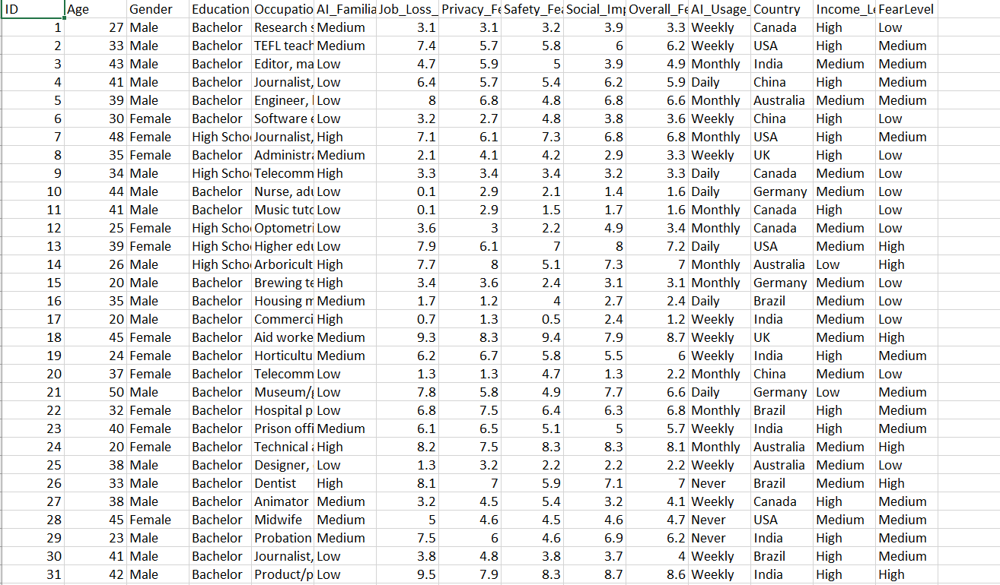 ID Age Gender Education Occupatio AI_Familia Job_Loss_ Privacy_Fe Safety_Fea Social_Imp Overall_Fe AI_Usage_ Country Income_Le FearLevel
1 27 Male Bachelor Research s Medium 3.1 3.1 3.2 3.9 3.3 Weekly Canada High Low
2 33 Male Bachelor TEFL teach Medium 7.4 5.7 5.8 6 6.2 Weekly USA High Medium
3 43 Male Bachelor Editor, ma Low 4.7 5.9 5 3.9 4.9 Monthly India Medium Medium
4 41 Male Bachelor Journalist, Low 6.4 5.7 5.4 6.2 5.9 Daily China High Medium
5 39 Male Bachelor Engineer, Low 8 6.8 4.8 6.8 6.6 Monthly Australia Medium Medium
6 30 Female Bachelor Software e Low 3.2 2.7 4.8 3.8 3.6 Weekly China High Low
7 48 Female High Schoo Journalist, High 7.1 6.1 7.3 6.8 6.8 Monthly USA High Medium
8 35 Female Bachelor Administra Medium 2.1 4.1 4.2 2.9 3.3 Weekly UK High Low
9 34 Male High Schoo Telecomm High 3.3 3.4 3.4 3.2 3.3 Daily Canada Medium Low
10 44 Male Bachelor Nurse, adu Low 0.1 2.9 2.1 1.4 1.6 Daily Germany Medium Low
11 41 Male Bachelor Music tutc Low 0.1 2.9 1.5 1.7 1.6 Monthly Canada High Low
12 25 Female High Schoo Optometri Low 3.6 3 2.2 4.9 3.4 Monthly Canada Medium Low
13 39 Female High Schoo Higher edu Low 7.9 6.1 7 8 7.2 Daily USA Medium High
14 26 Male High Schoo Arboricult High 7.7 8 5.1 7.3 7 Monthly Australia Low High
15 20 Male Bachelor Brewing te High 3.4 3.6 2.4 3.1 3.1 Monthly Germany Medium Low
16 35 Male Bachelor Housing m Medium 1.7 1.2 4 2.7 2.4 Daily Brazil Medium Low
17 20 Male Bachelor Commerci High 0.7 1.3 0.5 2.4 1.2 Weekly India Medium Low
18 45 Female Bachelor Aid worke Medium 9.3 8.3 9.4 7.9 8.7 Weekly UK Medium High
19 24 Female Bachelor Horticultu Medium 6.2 6.7 5.8 5.5 6 Weekly India High Medium
20 37 Female Bachelor Telecomm Low 1.3 1.3 4.7 1.3 2.2 Monthly China Medium Low
21 50 Male Bachelor Museum/g Low 7.8 5.8 4.9 7.7 6.6 Daily Germany Low Medium
22 32 Female Bachelor Hospital p Low 6.8 7.5 6.4 6.3 6.8 Monthly Brazil High Medium
23 40 Female Bachelor Prison offi Medium 6.1 6.5 5.1 5 5.7 Weekly India High Medium
24 20 Female Bachelor Technical a High 8.2 7.5 8.3 8.3 8.1 Monthly Australia Medium High
25 38 Male Bachelor Designer, Low 1.3 3.2 2.2 2.2 2.2 Weekly Australia Medium Low
26 33 Male Bachelor Dentist High 8.1 7 5.9 7.1 7 Never Brazil Medium High
27 38 Male Bachelor Animator Medium 3.2 4.5 5.4 3.2 4.1 Weekly Canada High Medium
28 45 Female Bachelor Midwife Medium 5 4.6 4.5 4.6 4.7 Never USA Medium Medium
29 23 Male Bachelor Probation Medium 7.5 6 4.6 6.9 6.2 Never India High Medium
30 41 Male Bachelor Journalist, Low 3.8 4.8 3.8 3.7 4 Weekly Brazil High Medium
31 42 Male Bachelor Product/p Low 9.5 7.9 8.3 8.7 8.6 Weekly India High High